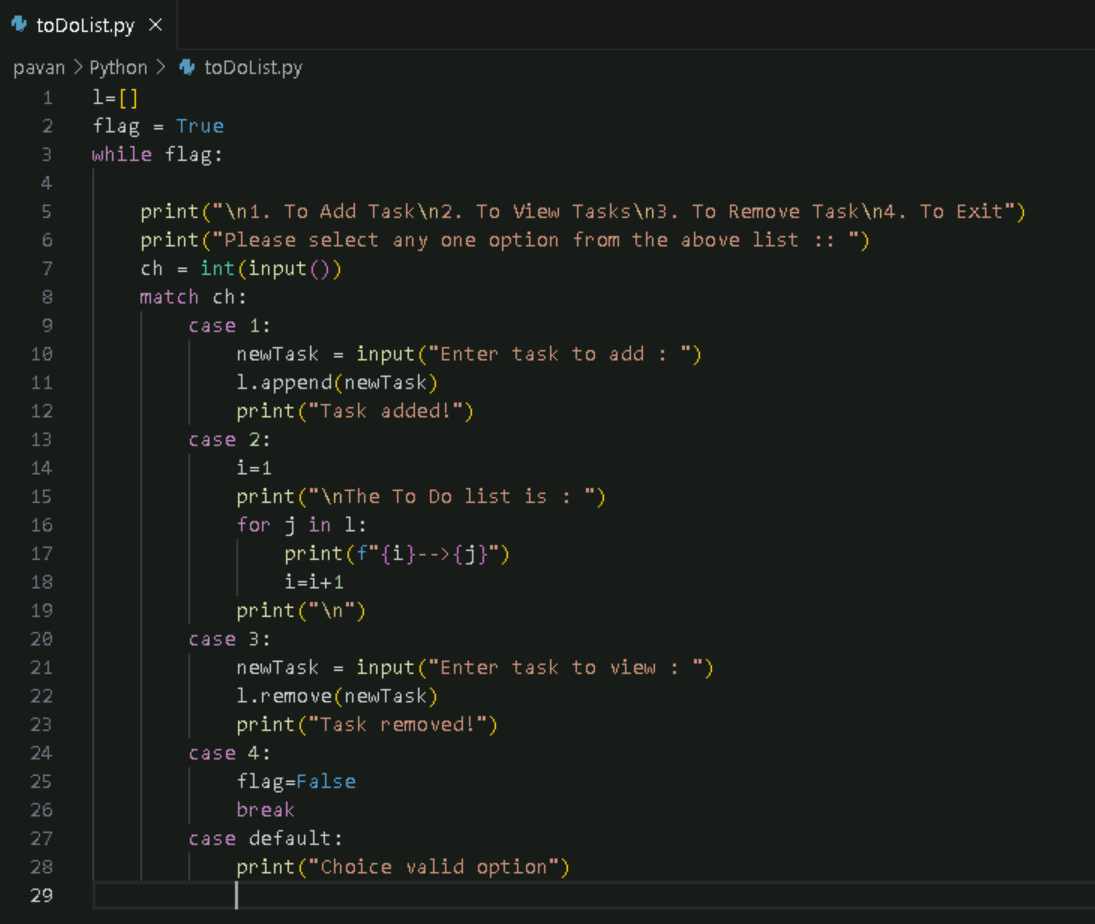 toDoList.py ×
pavan > Python > toDoList.py
1 l=[]
2 flag = True
3 while flag:
4
5     print("\n1. To Add Task\n2. To View Tasks\n3. To Remove Task\n4. To Exit")
6     print("Please select any one option from the above list :: ")
7     ch = int(input())
8     match ch:
9         case 1:
10             newTask = input("Enter task to add : ")
11             l.append(newTask)
12             print("Task added!")
13         case 2:
14             i=1
15             print("\nThe To Do list is : ")
16             for j in l:
17                 print(f"{i}-->{j}")
18                 i=i+1
19             print("\n")
20         case 3:
21             newTask = input("Enter task to view : ")
22             l.remove(newTask)
23             print("Task removed!")
24         case 4:
25             flag=False
26             break
27         case default:
28             print("Choice valid option")
29